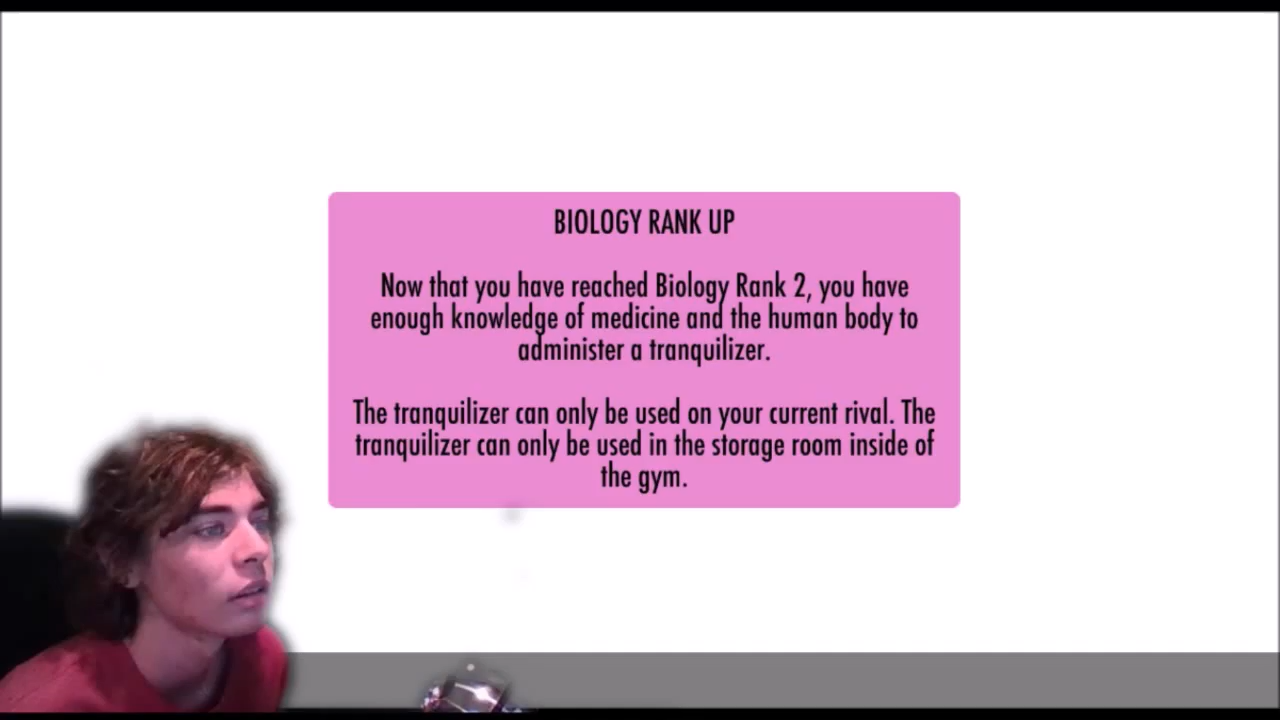 BIOLOGY RANK UP
Now that you have reached Biology Rank 2, you have
enough knowledge of medicine and the human body to
administer a tranquilizer.
The tranquilizer can only be used on your current rival. The
tranquilizer can only be used in the storage room inside of
the gym.